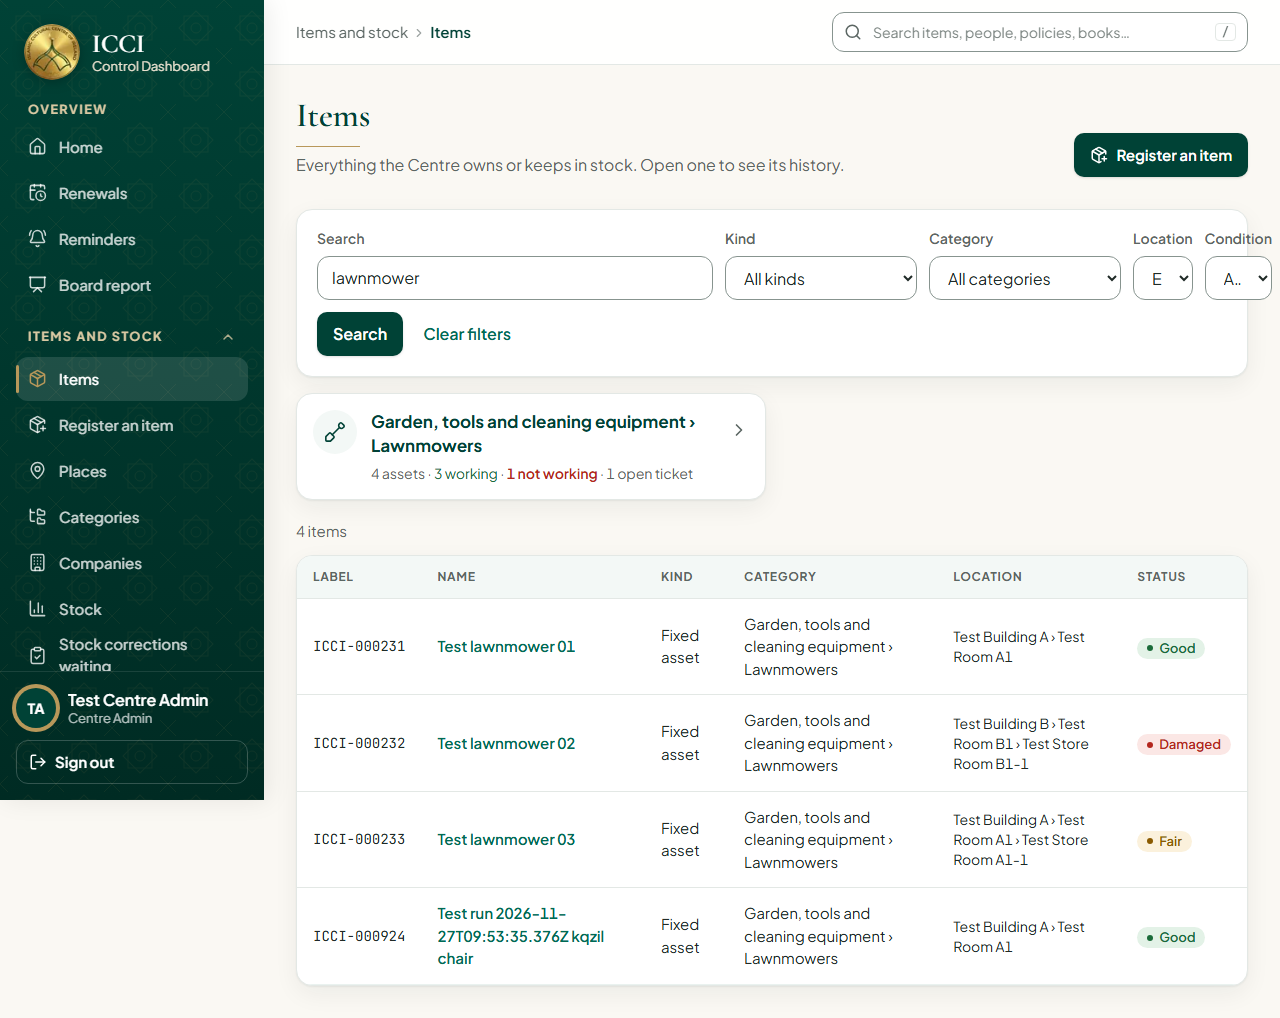 ICCI
Control Dashboard
OVERVIEW
Home
Renewals
Reminders
Board report
ITEMS AND STOCK
Items
Register an item
Places
Categories
Companies
Stock
Stock corrections
waiting
TA
Test Centre Admin
Centre Admin
Sign out
Items and stock › Items
Search items, people, policies, books…
/
Items
Everything the Centre owns or keeps in stock. Open one to see its history.
Register an item
Search
Kind
Category
Location
Condition
lawnmower
All kinds
All categories
E
A..
Search
Clear filters
Garden, tools and cleaning equipment ›
Lawnmowers
4 assets · 3 working · 1 not working · 1 open ticket
4 items
LABEL NAME KIND CATEGORY LOCATION STATUS
ICCI-000231
Test lawnmower 01
Fixed
asset
Garden, tools and
cleaning equipment ›
Lawnmowers
Test Building A › Test
Room A1
Good
ICCI-000232
Test lawnmower 02
Fixed
asset
Garden, tools and
cleaning equipment ›
Lawnmowers
Test Building B › Test
Room B1 › Test Store
Room B1-1
Damaged
ICCI-000233
Test lawnmower 03
Fixed
asset
Garden, tools and
cleaning equipment ›
Lawnmowers
Test Building A › Test
Room A1 › Test Store
Room A1-1
Fair
ICCI-000924
Test run 2026-11-
27T09:53:35.376Z kqzil
chair
Fixed
asset
Garden, tools and
cleaning equipment ›
Lawnmowers
Test Building A › Test
Room A1
Good